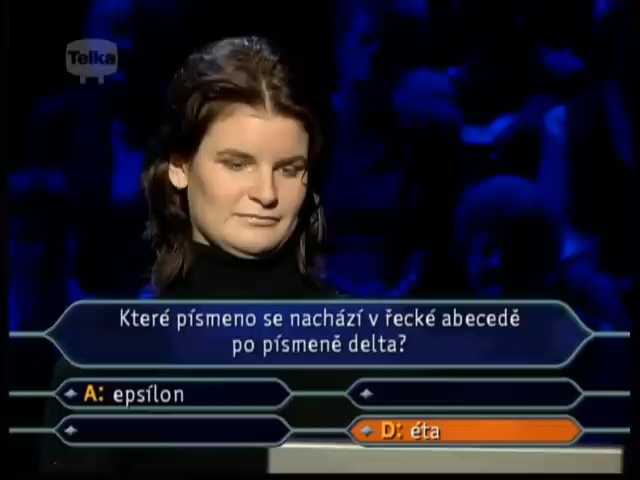 Telka
Které písmeno se nachází v řecké abecedě
po písmeně delta?
A: epsílon
D: éta